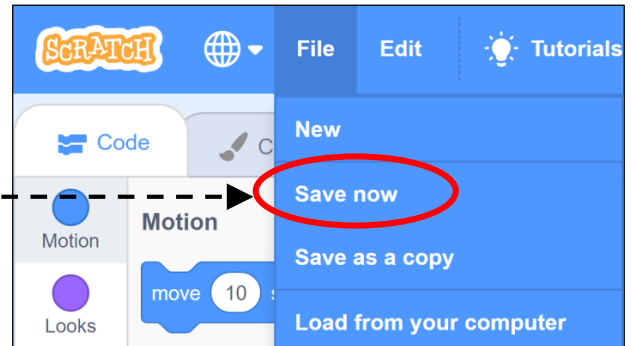 SCRATCH File Edit Tutorials
Code C
New
Save now
Motion
Motion
Save as a copy
move 10 s
Looks
Load from your computer